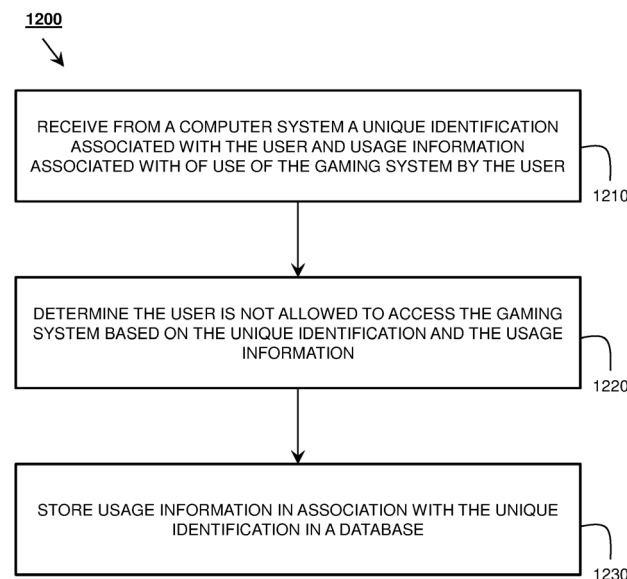 1200
RECEIVE FROM A COMPUTER SYSTEM A UNIQUE IDENTIFICATION
ASSOCIATED WITH THE USER AND USAGE INFORMATION
ASSOCIATED WITH OF USE OF THE GAMING SYSTEM BY THE USER
1210
DETERMINE THE USER IS NOT ALLOWED TO ACCESS THE GAMING
SYSTEM BASED ON THE UNIQUE IDENTIFICATION AND THE USAGE
INFORMATION
1220
STORE USAGE INFORMATION IN ASSOCIATION WITH THE UNIQUE
IDENTIFICATION IN A DATABASE
1230